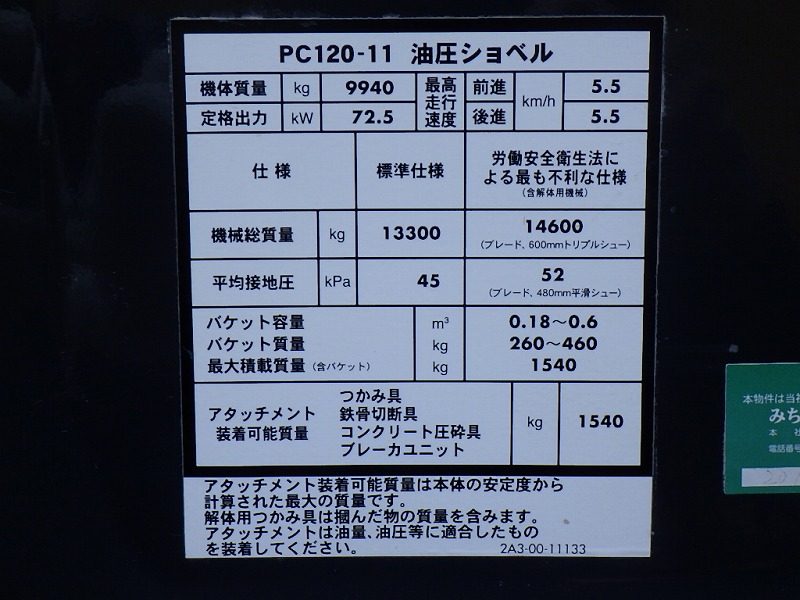 PC120-11 油圧ショベル
機体質量 kg 9940 最高走行速度 前進 km/h 5.5
定格出力 kW 72.5 後進 5.5
仕様 標準仕様 労働安全衛生法に
よる最も不利な仕様
(含解体用機械)
機械総質量 kg 13300 14600
(ブレード、600mmトリプルシュー)
平均接地圧 kPa 45 52
(ブレード、480mm平滑シュー)
バケット容量 m³ 0.18～0.6
バケット質量 kg 260～460
最大積載質量 (含バケット) kg 1540
アタッチメント
装着可能質量
つかみ具
鉄骨切断具
コンクリート圧砕具
ブレーカユニット
kg 1540
アタッチメント装着可能質量は本体の安定度から
計算された最大の質量です。
解体用つかみ具は掴んだ物の質量を含みます。
アタッチメントは油量、油圧等に適合したもの
を装着してください。 2A3-00-11133
本物件は当社
みち
本 社
電話番号